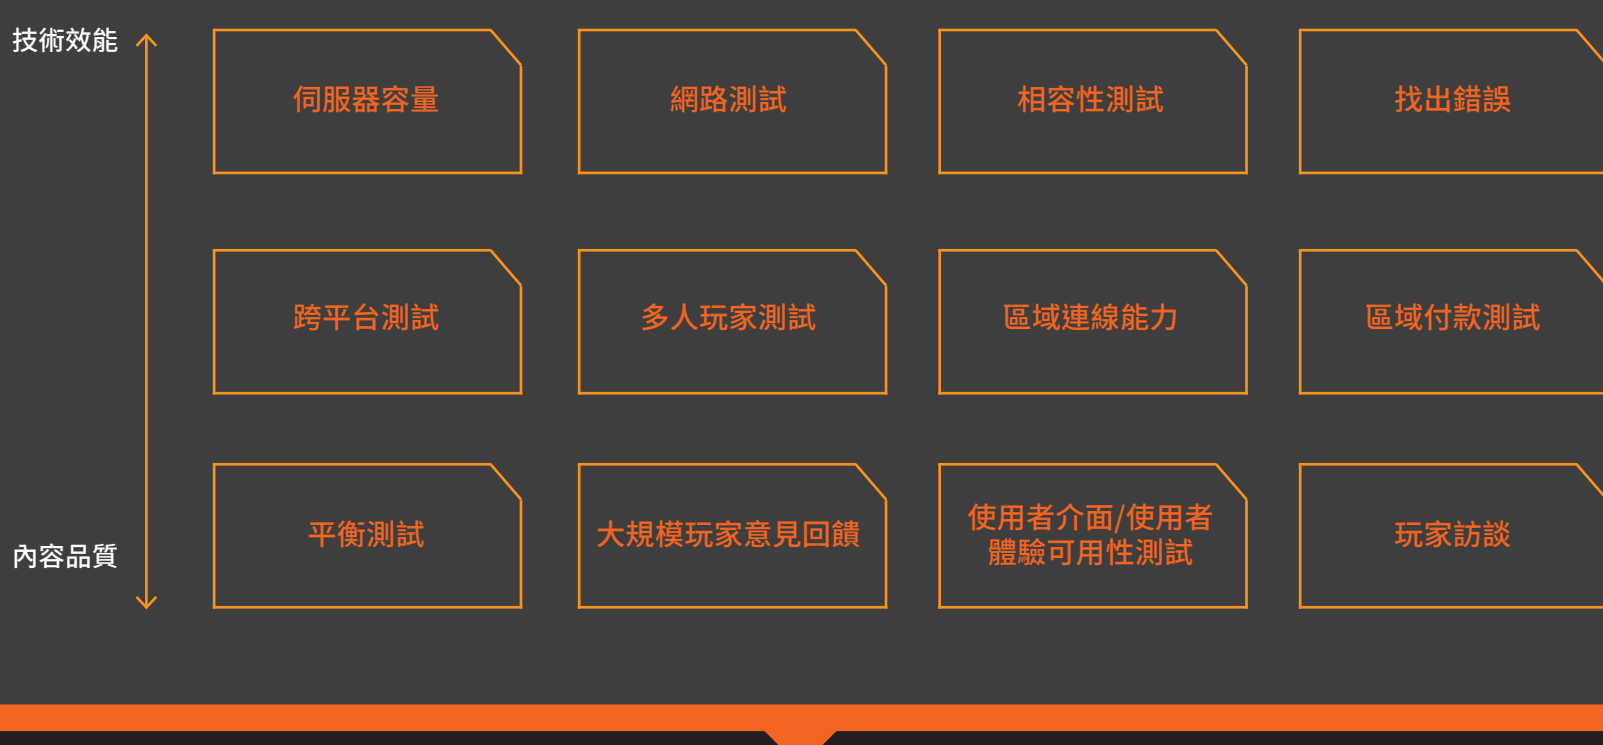 技術效能
伺服器容量
網路測試
相容性測試
找出錯誤
跨平台測試
多人玩家測試
區域連線能力
區域付款測試
內容品質
平衡測試
大規模玩家意見回饋
使用者介面/使用者
體驗可用性測試
玩家訪談